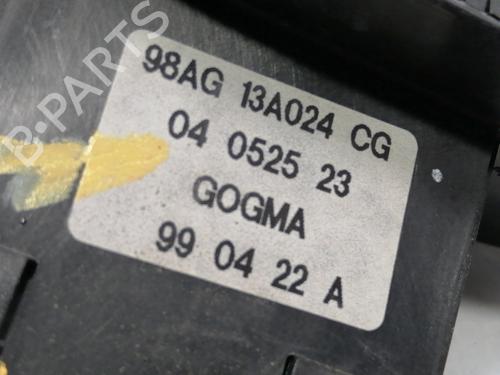 B-PARTS
98AG 13A024 CG
04 0525 23
GOGMA
99 04 22 A